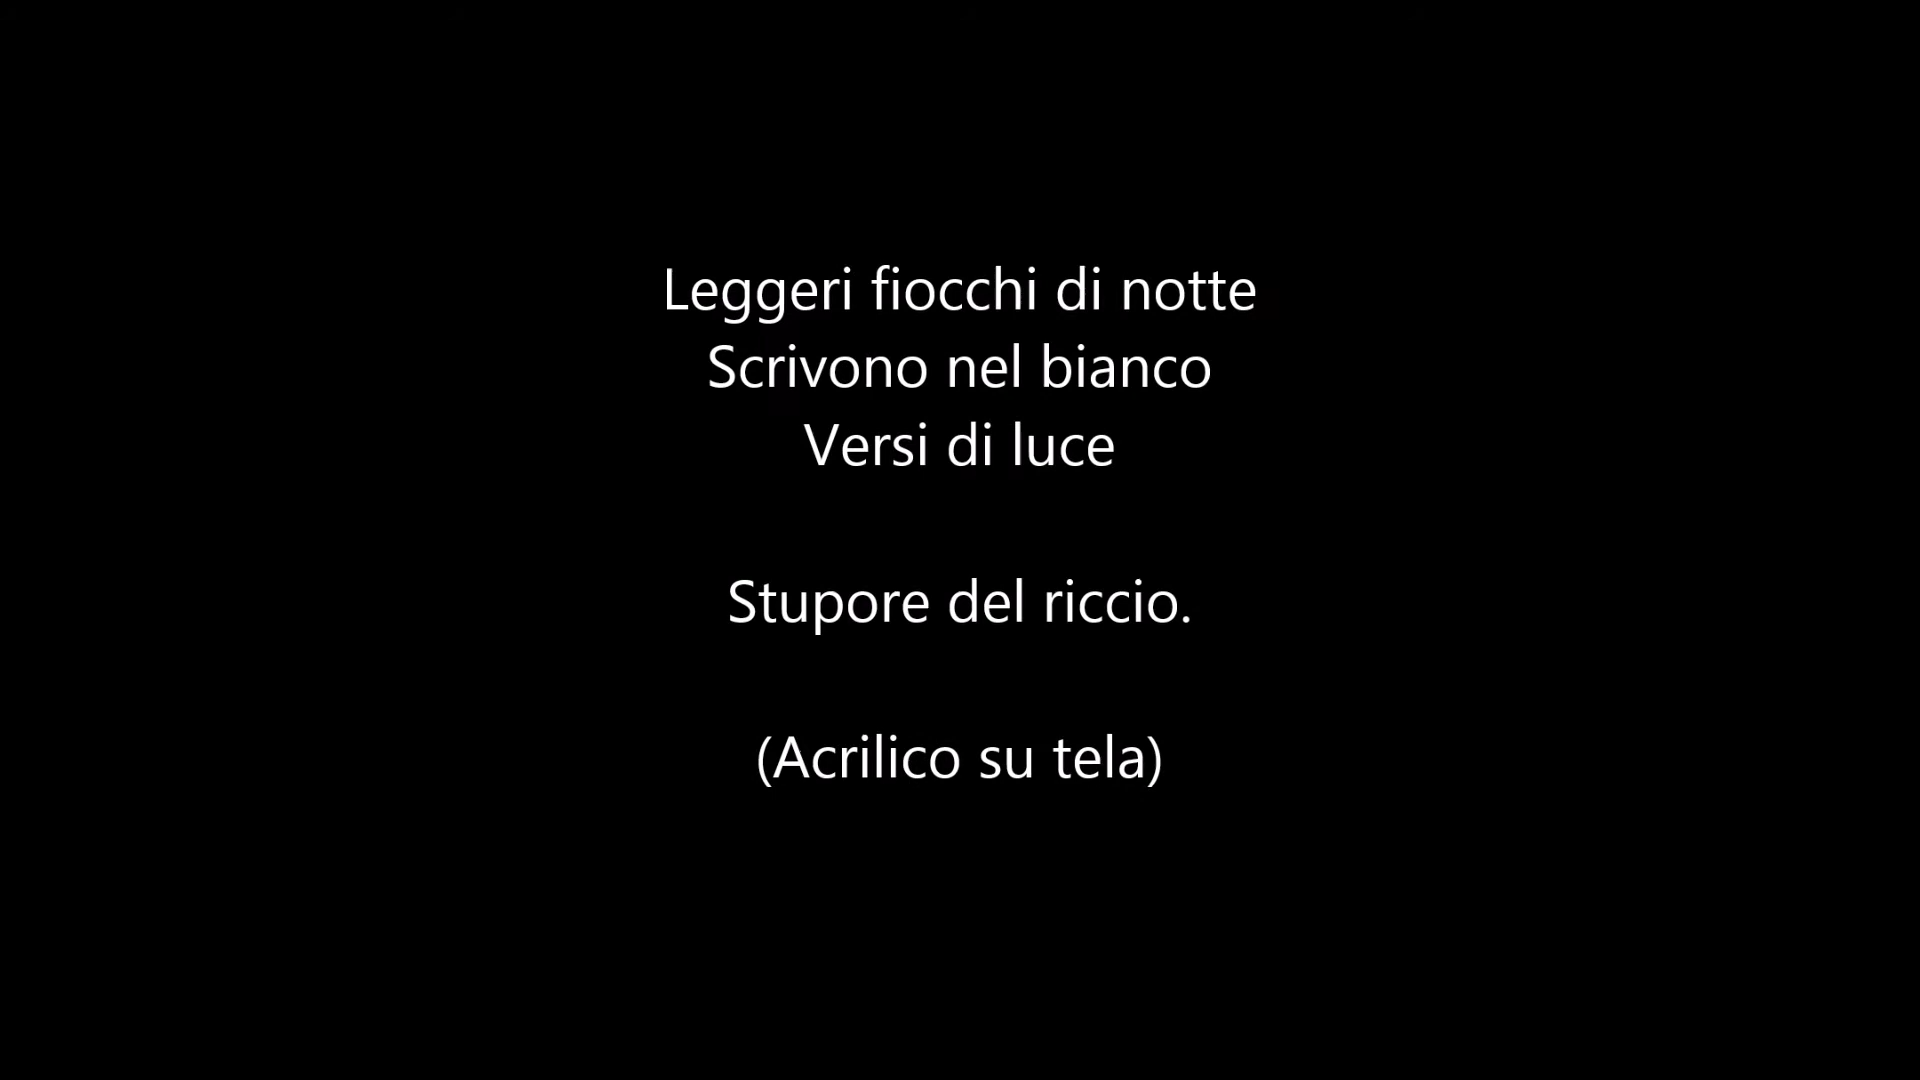 Leggeri fiocchi di notte
Scrivono nel bianco
Versi di luce
Stupore del riccio.
(Acrilico su tela)